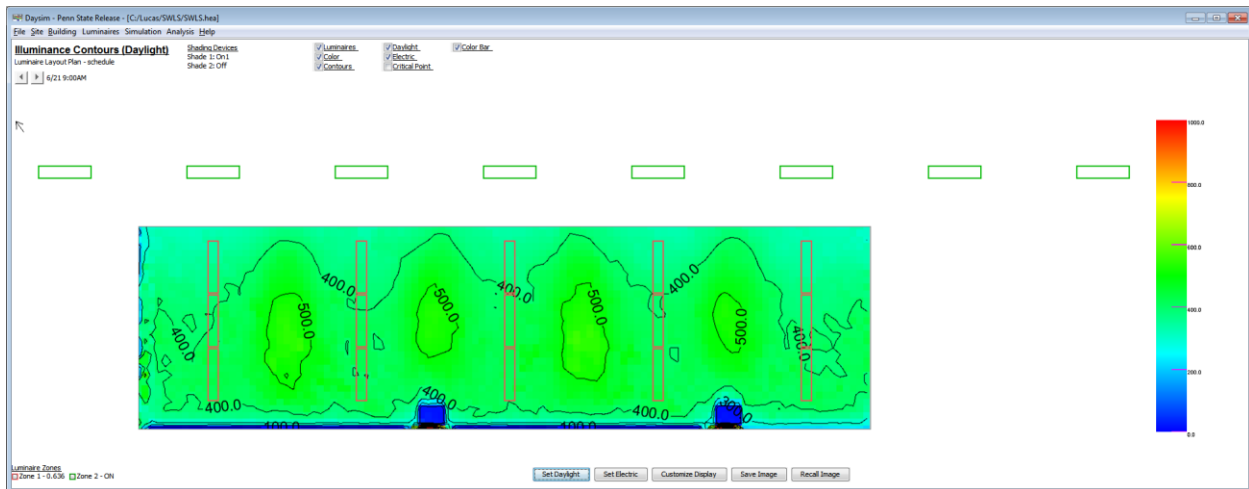 Daysim - Penn State Release - [C:/Lucas/SWLS/SWLS.hea]
File Site Building Luminaires Simulation Analysis Help
Illuminance Contours (Daylight)
Luminaire Layout Plan - schedule
6/21 9:00AM
Shading Devices
Shade 1: On1
Shade 2: Off
Luminaires
Color
Contours
Daylight
Electric
Critical Point
Color Bar
1000.0
800.0
600.0
400.0
200.0
0.0
400.0
400.0
400.0
400.0
500.0
500.0
500.0
500.0
400.0
400.0
400.0
400.0
400.0
300.0
100.0
100.0
Luminaire Zones
Zone 1 - 0.636 Zone 2 - ON
Set Daylight Set Electric Customize Display Save Image Recall Image